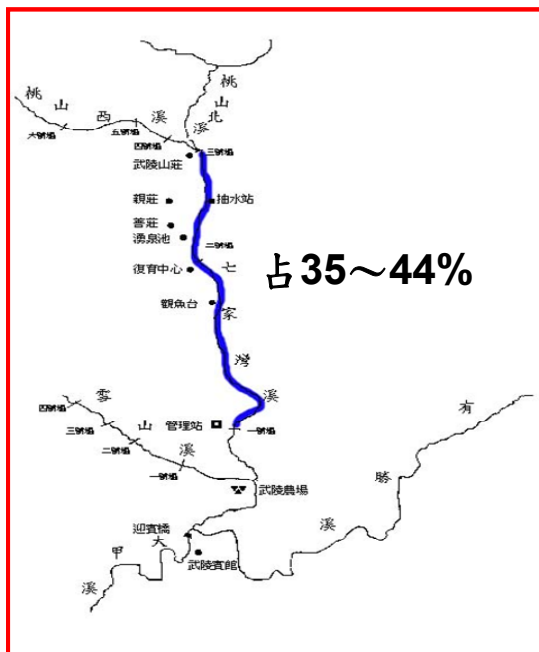 桃山北溪
桃山西溪
六號壩
五號壩
四號壩
三號壩
武陵山莊
親莊
抽水站
善莊
湧泉池
二號壩
復育中心
七家灣溪
占35～44%
觀魚台
雪山溪
四號壩
三號壩
二號壩
一號壩
管理站
一號壩
有勝溪
武陵農場
迎賓橋
大甲溪
武陵賓館